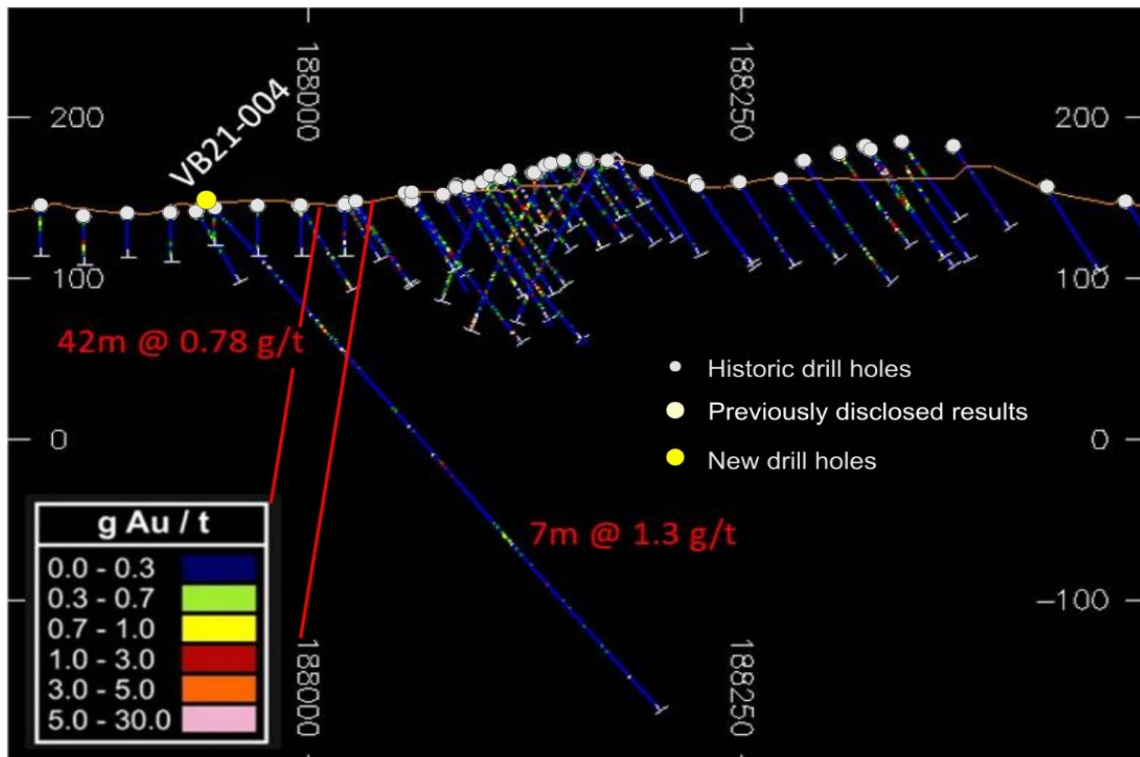 188000
188250
200
200
VB21-004
100
100
42m @ 0.78 g/t
Historic drill holes
Previously disclosed results
New drill holes
0
0
7m @ 1.3 g/t
g Au / t
0.0 - 0.3
0.3 - 0.7
0.7 - 1.0
1.0 - 3.0
3.0 - 5.0
5.0 - 30.0
-100
188000
188250